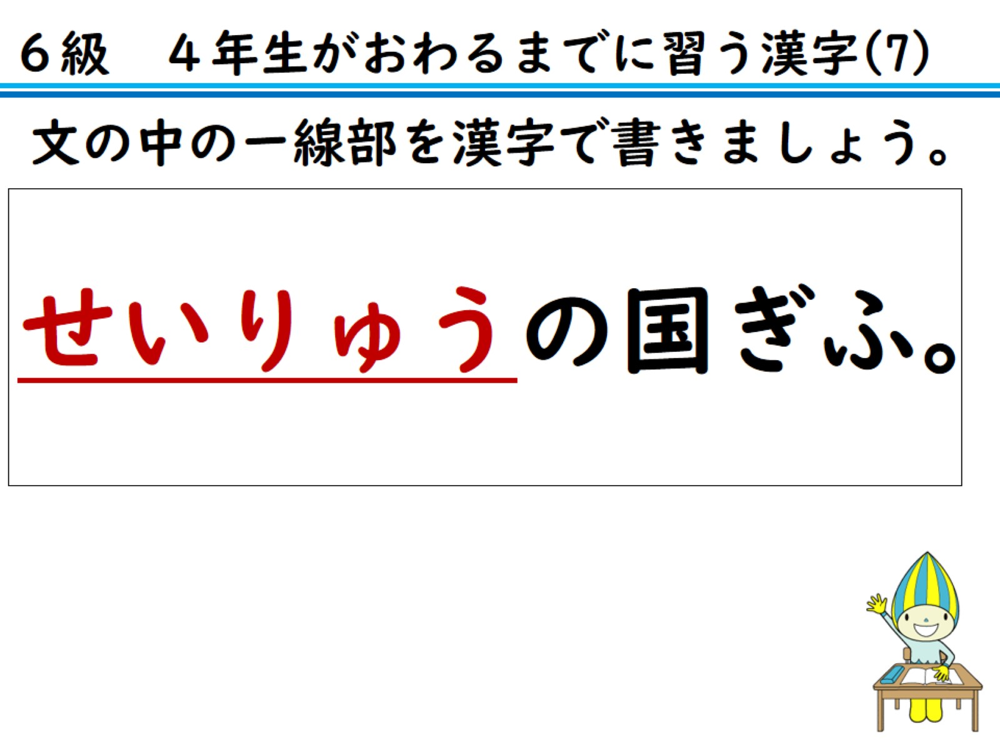 ６級　４年生がおわるまでに習う漢字(7)
文の中の一線部を漢字で書きましょう。
せいりゅうの国ぎふ。